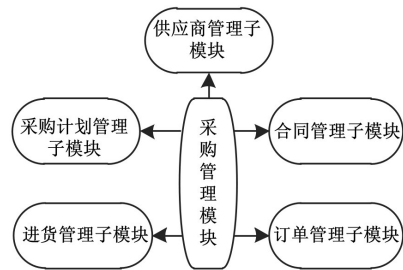 供应商管理子
模块
采购计划管理
子模块
采购管理模块
合同管理子模块
进货管理子模块
订单管理子模块